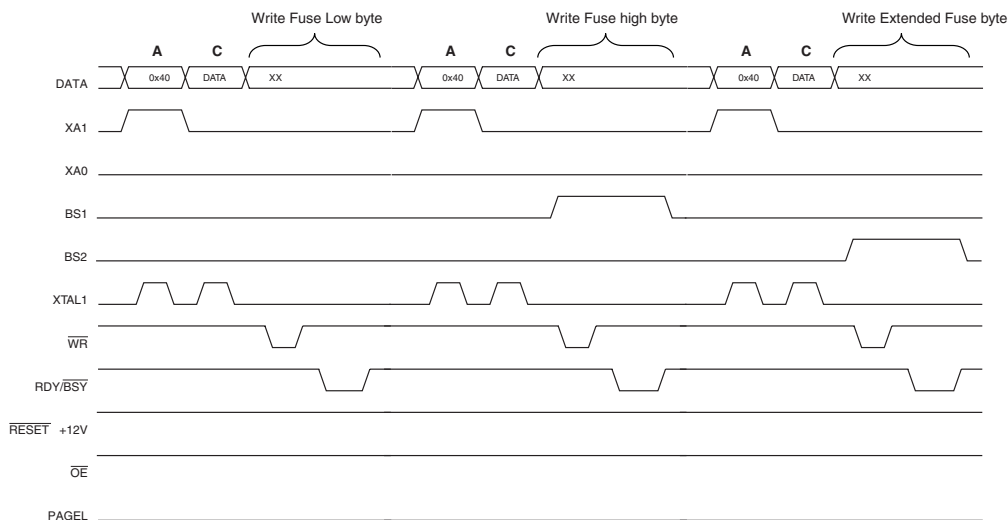 Write Fuse Low byte Write Fuse high byte Write Extended Fuse byte
A C A C A C
DATA 0x40 DATA XX 0x40 DATA XX 0x40 DATA XX
XA1
XA0
BS1
BS2
XTAL1
WR
RDY/BSY
RESET +12V
OE
PAGEL